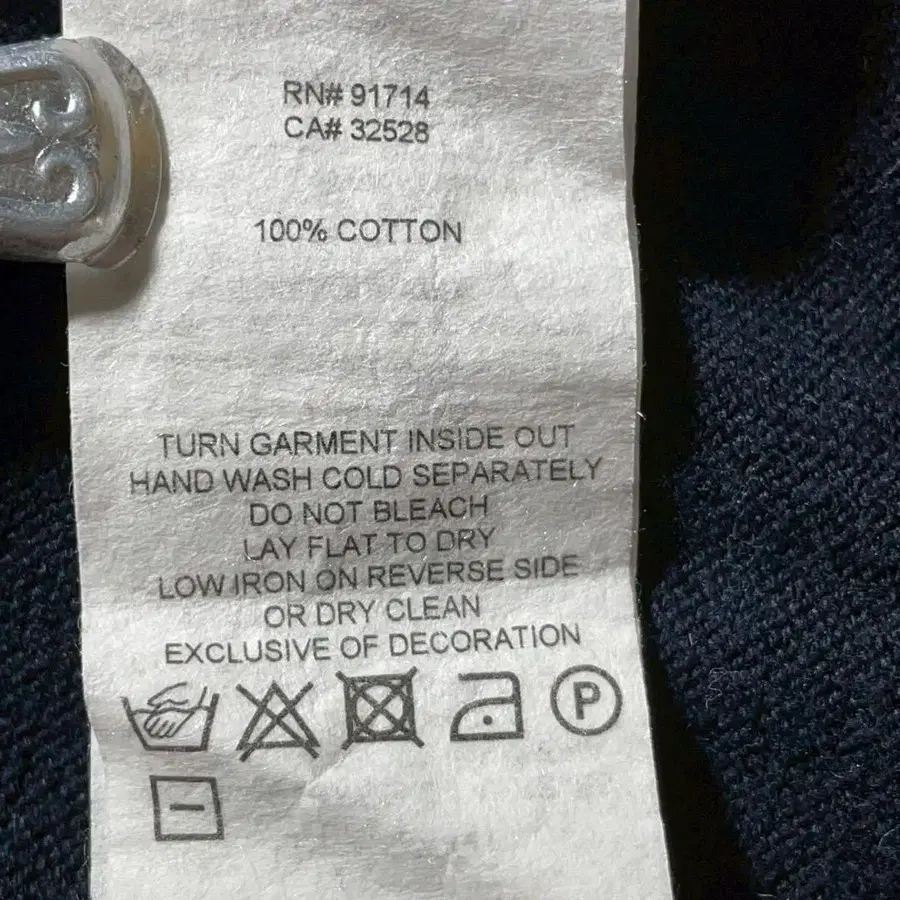 RN# 91714
CA# 32528
100% COTTON
TURN GARMENT INSIDE OUT
HAND WASH COLD SEPARATELY
DO NOT BLEACH
LAY FLAT TO DRY
LOW IRON ON REVERSE SIDE
OR DRY CLEAN
EXCLUSIVE OF DECORATION
P